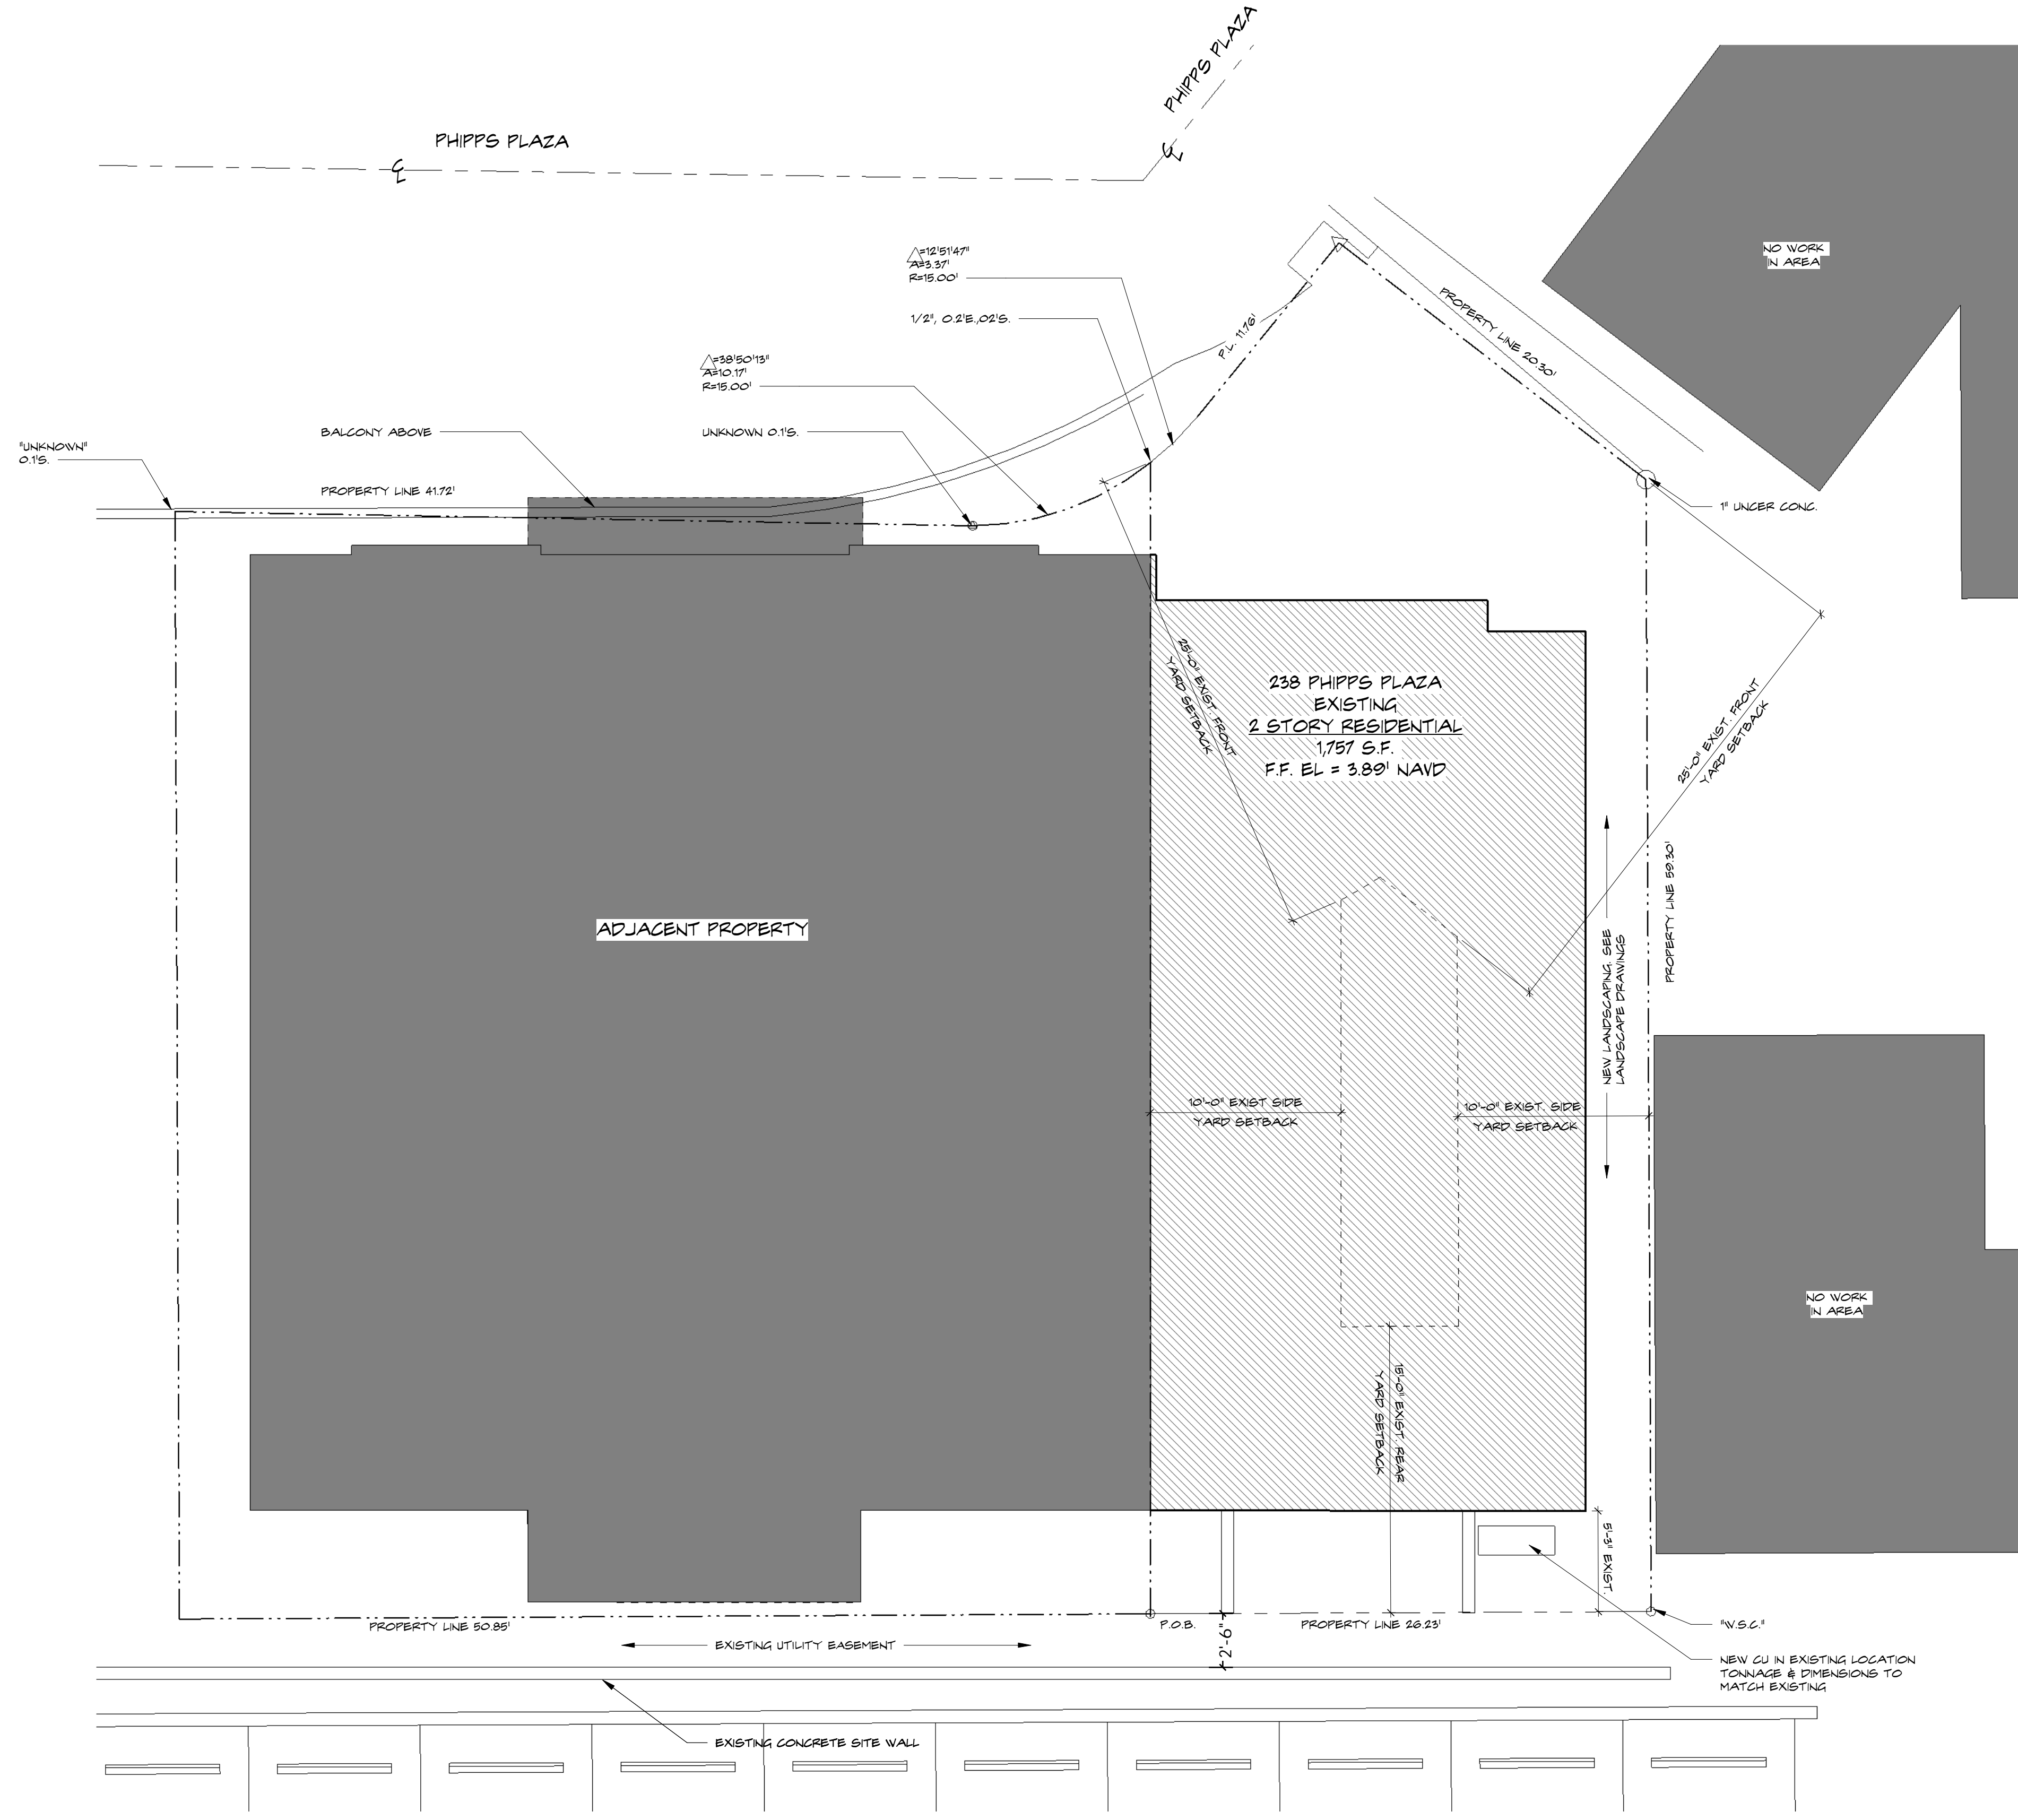 PHIPPS PLAZA
PHIPPS PLAZA
℄
℄
NO WORK
IN AREA
△=12°51'47"
A=3.37'
R=15.00'
1/2", 0.2'E.,02'S.
PROPERTY LINE 20.30'
P.L. 11.76'
△=38°50'13"
A=10.17'
R=15.00'
"UNKNOWN"
0.1'S.
BALCONY ABOVE
UNKNOWN 0.1'S.
PROPERTY LINE 41.72'
1" UNCER CONC.
25'-0" EXIST. FRONT
YARD SETBACK
238 PHIPPS PLAZA
EXISTING
2 STORY RESIDENTIAL
1,757 S.F.
F.F. EL = 3.89' NAVD
25'-0" EXIST. FRONT
YARD SETBACK
ADJACENT PROPERTY
PROPERTY LINE 59.30'
NEW LANDSCAPING. SEE
LANDSCAPE DRAWINGS
10'-0" EXIST SIDE
YARD SETBACK
10'-0" EXIST. SIDE
YARD SETBACK
NO WORK
IN AREA
15'-0" EXIST. REAR
YARD SETBACK
5'-3" EXIST.
PROPERTY LINE 50.85'
P.O.B.
PROPERTY LINE 26.23'
"W.S.C."
EXISTING UTILITY EASEMENT
2'-6"
NEW CU IN EXISTING LOCATION
TONNAGE & DIMENSIONS TO
MATCH EXISTING
EXISTING CONCRETE SITE WALL